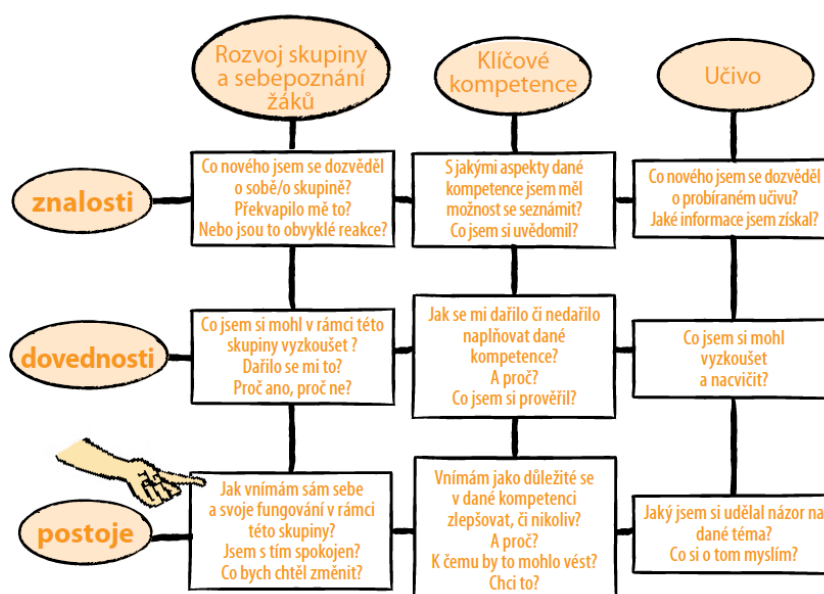 Rozvoj skupiny
a sebepoznání
žáků
Klíčové
kompetence
Učivo
znalosti
Co nového jsem se dozvěděl
o sobě/o skupině?
Překvapilo mě to?
Nebo jsou to obvyklé reakce?
S jakými aspekty dané
kompetence jsem měl
možnost se seznámit?
Co jsem si uvědomil?
Co nového jsem se dozvěděl
o probíraném učivu?
Jaké informace jsem získal?
dovednosti
Co jsem si mohl v rámci této
skupiny vyzkoušet ?
Dařilo se mi to?
Proč ano, proč ne?
Jak se mi dařilo či nedařilo
naplňovat dané
kompetence?
A proč?
Co jsem si prověřil?
Co jsem si mohl
vyzkoušet
a nacvičit?
postoje
Jak vnímám sám sebe
a svoje fungování v rámci
této skupiny?
Jsem s tím spokojen?
Co bych chtěl změnit?
Vnímám jako důležité se
v dané kompetenci
zlepšovat, či nikoliv?
A proč?
K čemu by to mohlo vést?
Chci to?
Jaký jsem si udělal názor na
dané téma?
Co si o tom myslím?